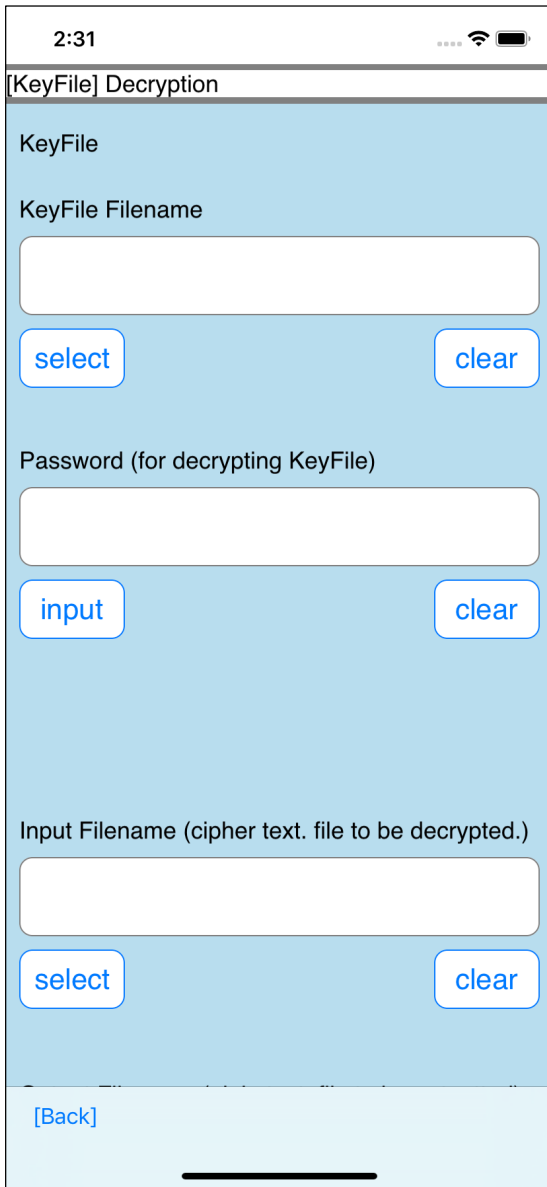 2:31
[KeyFile] Decryption
KeyFile
KeyFile Filename
select clear
Password (for decrypting KeyFile)
input clear
Input Filename (cipher text. file to be decrypted.)
select clear
[Back]